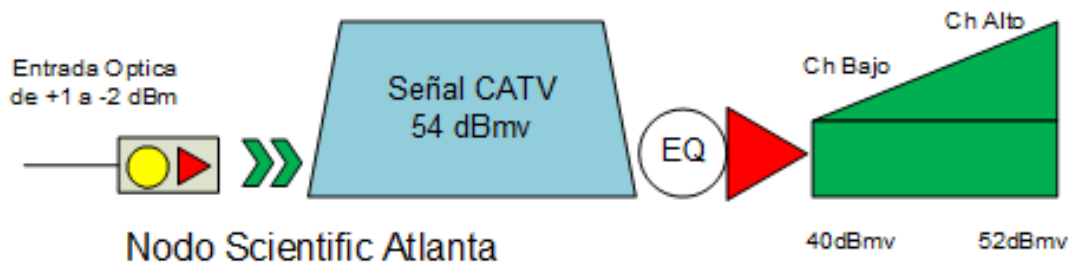 Entrada Optica
de +1 a -2 dBm
Señal CATV
54 dBmv
EQ
Ch Alto
Ch Bajo
40dBmv
52dBmv
Nodo Scientific Atlanta